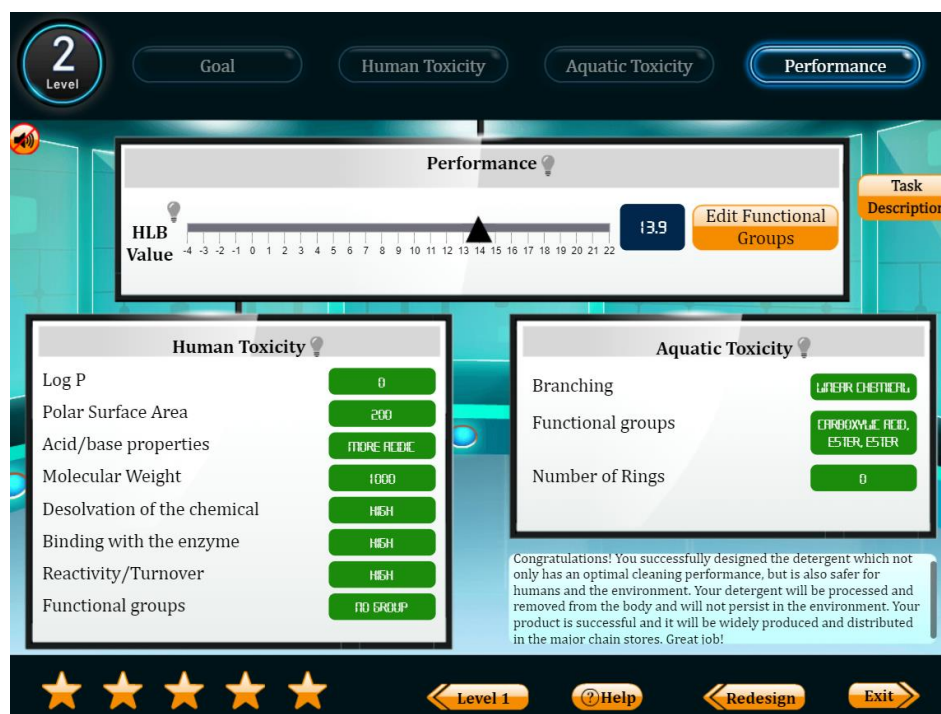 2
Level
Goal
Human Toxicity
Aquatic Toxicity
Performance
Performance
Task
Description
HLB
Value
-4 -3 -2 -1 0 1 2 3 4 5 6 7 8 9 10 11 12 13 14 15 16 17 18 19 20 21 22
13.9
Edit Functional
Groups
Human Toxicity
Log P 0
Polar Surface Area 200
Acid/base properties MORE ACIDIC
Molecular Weight 1000
Desolvation of the chemical HIGH
Binding with the enzyme HIGH
Reactivity/Turnover HIGH
Functional groups NO GROUP
Aquatic Toxicity
Branching LINEAR CHEMICAL
Functional groups CARBOXYLIC ACID,
ESTER, ESTER
Number of Rings 0
Congratulations! You successfully designed the detergent which not
only has an optimal cleaning performance, but is also safer for
humans and the environment. Your detergent will be processed and
removed from the body and will not persist in the environment. Your
product is successful and it will be widely produced and distributed
in the major chain stores. Great job!
Level 1
?Help
Redesign
Exit